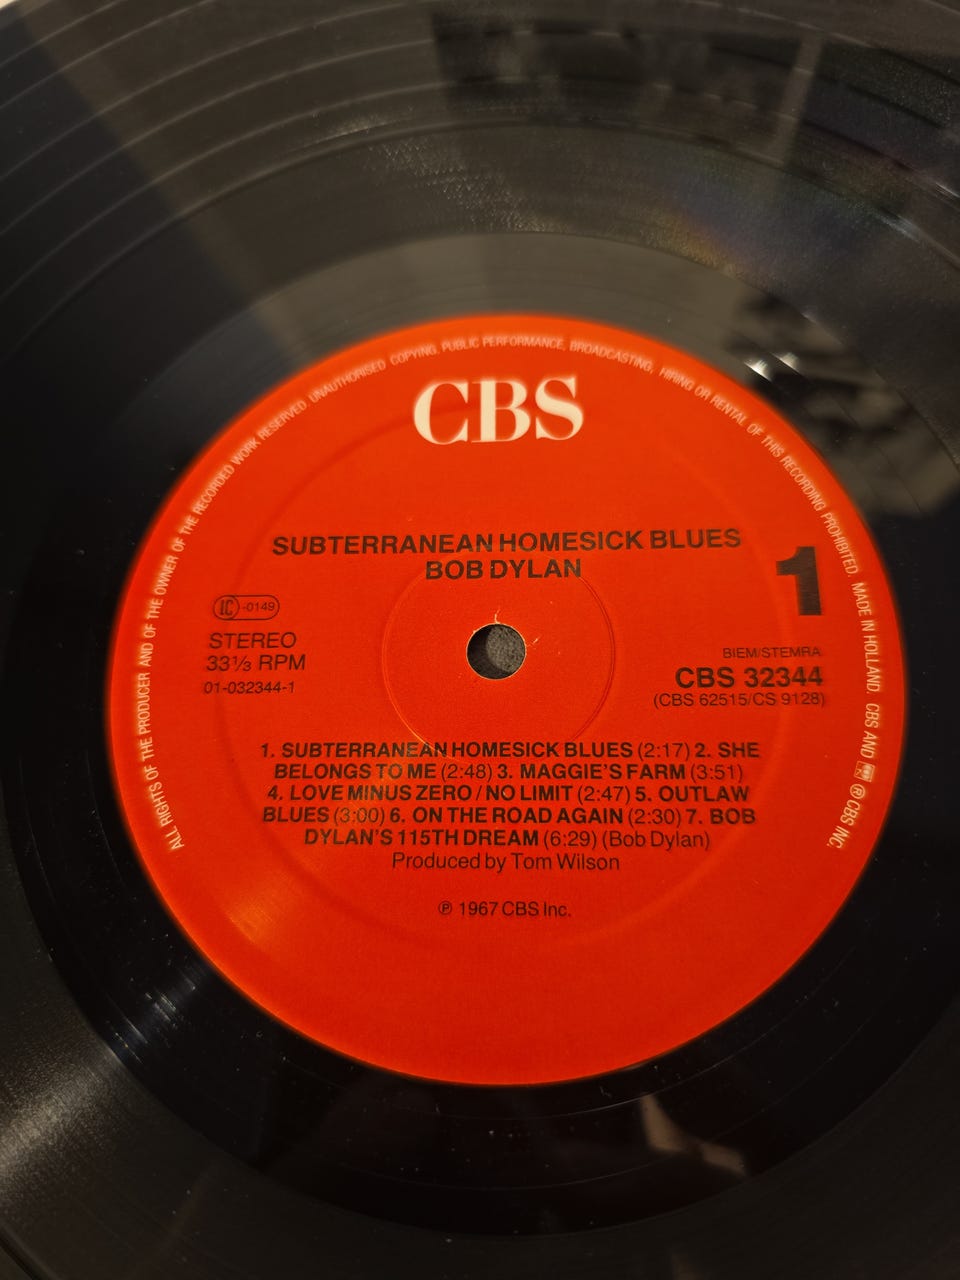 ALL RIGHTS OF THE PRODUCER AND OF THE OWNER OF THE RECORDED WORK RESERVED UNAUTHORISED COPYING, PUBLIC PERFORMANCE, BROADCASTING, HIRING OR RENTAL OF THIS RECORDING PROHIBITED. MADE IN HOLLAND. CBS AND ® CBS INC.
CBS
SUBTERRANEAN HOMESICK BLUES
BOB DYLAN
1
LC-0149
STEREO
33⅓ RPM
01-032344-1
BIEM/STEMRA
CBS 32344
(CBS 62515/CS 9128)
1. SUBTERRANEAN HOMESICK BLUES (2:17) 2. SHE
BELONGS TO ME (2:48) 3. MAGGIE'S FARM (3:51)
4. LOVE MINUS ZERO / NO LIMIT (2:47) 5. OUTLAW
BLUES (3:00) 6. ON THE ROAD AGAIN (2:30) 7. BOB
DYLAN'S 115TH DREAM (6:29) (Bob Dylan)
Produced by Tom Wilson
℗ 1967 CBS Inc.